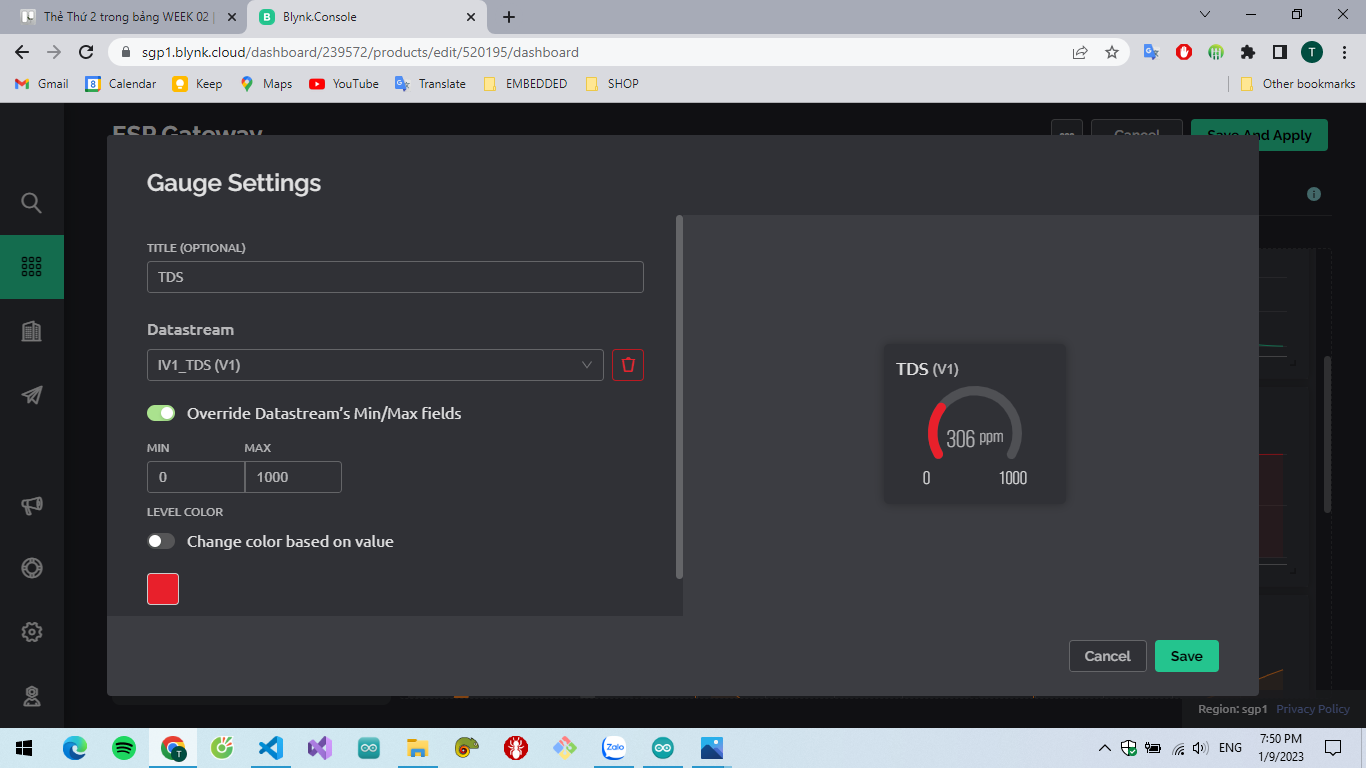 Thẻ Thứ 2 trong bảng WEEK 02 |
Blynk.Console
sgp1.blynk.cloud/dashboard/239572/products/edit/520195/dashboard
T
Gmail
8
Calendar
Keep
Maps
YouTube
Translate
EMBEDDED
SHOP
Other bookmarks
ESP Gateway
Cancel
Save And Apply
Gauge Settings
TITLE (OPTIONAL)
TDS
Datastream
IV1_TDS (V1)
Override Datastream's Min/Max fields
MIN
MAX
0
1000
LEVEL COLOR
Change color based on value
TDS (V1)
306 ppm
0
1000
Cancel
Save
Region: sgp1
Privacy Policy
T
Zalo
ENG
7:50 PM
1/9/2023